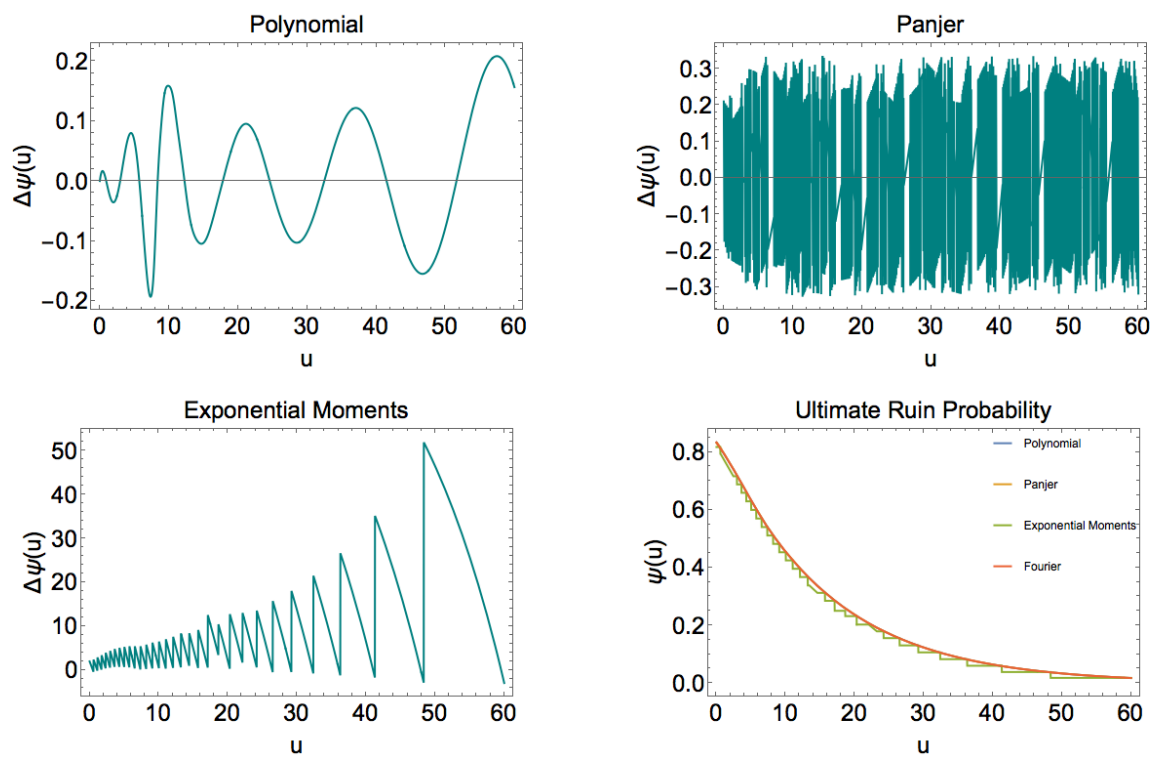 Polynomial
Δψ(u)
0.2
0.1
0.0
−0.1
−0.2
0 10 20 30 40 50 60
u
Panjer
Δψ(u)
0.3
0.2
0.1
0.0
−0.1
−0.2
−0.3
0 10 20 30 40 50 60
u
Exponential Moments
Δψ(u)
50
40
30
20
10
0
0 10 20 30 40 50 60
u
Ultimate Ruin Probability
ψ(u)
0.8
0.6
0.4
0.2
0.0
Polynomial
Panjer
Exponential Moments
Fourier
0 10 20 30 40 50 60
u